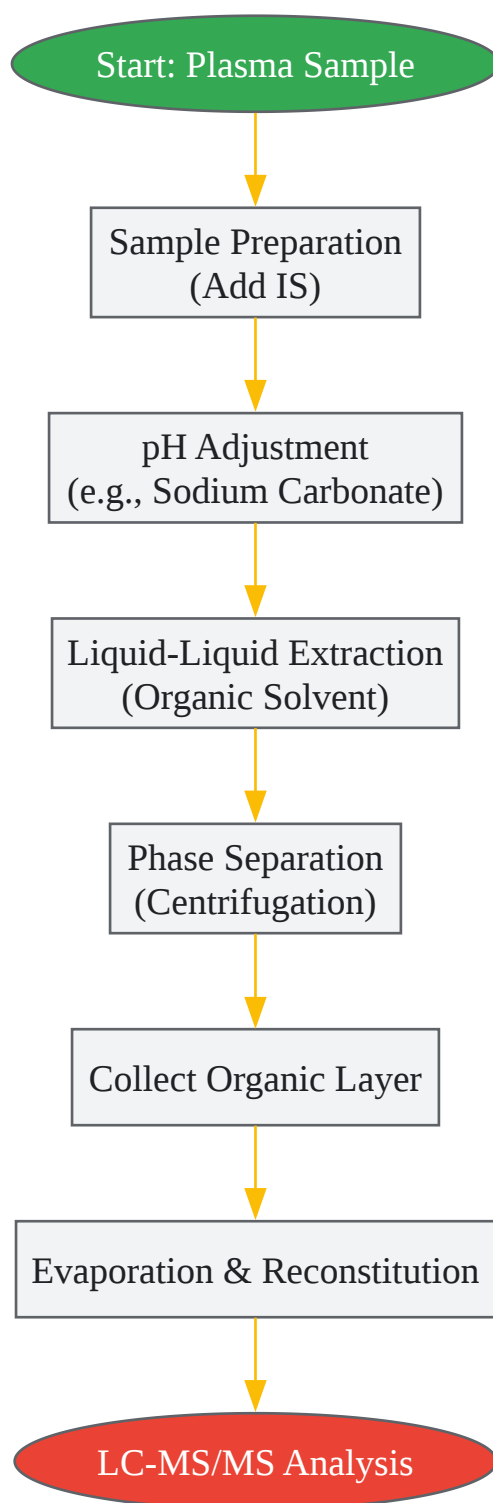 Start: Plasma Sample
Sample Preparation
(Add IS)
pH Adjustment
(e.g., Sodium Carbonate)
Liquid-Liquid Extraction
(Organic Solvent)
Phase Separation
(Centrifugation)
Collect Organic Layer
Evaporation & Reconstitution
LC-MS/MS Analysis